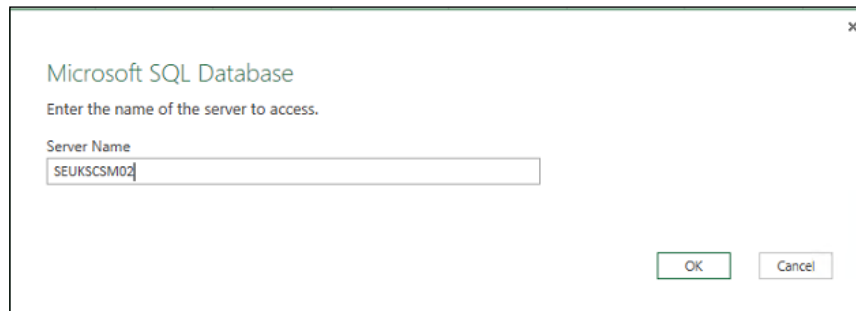 Microsoft SQL Database
Enter the name of the server to access.
Server Name
SEUKSCSM02
OK Cancel